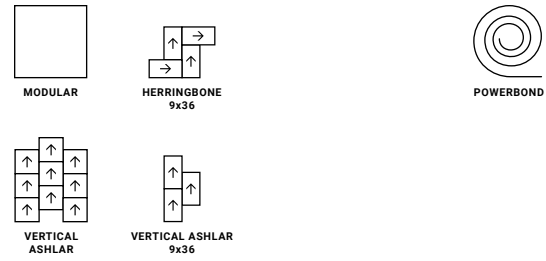 MODULAR
HERRINGBONE
9x36
POWERBOND
VERTICAL
ASHLAR
VERTICAL ASHLAR
9x36